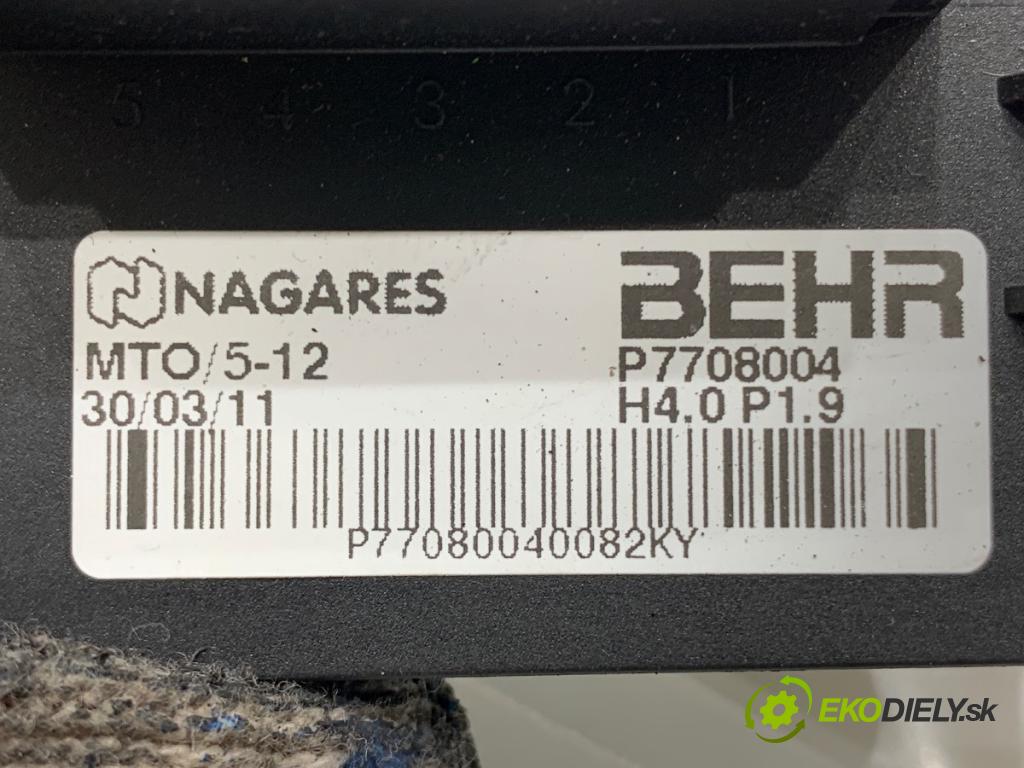 5 4 3 2 1
NAGARES
BEHR
MTO/5-12
P7708004
30/03/11
H4.0 P1.9
P77080040082KY
EKODIELY.sk